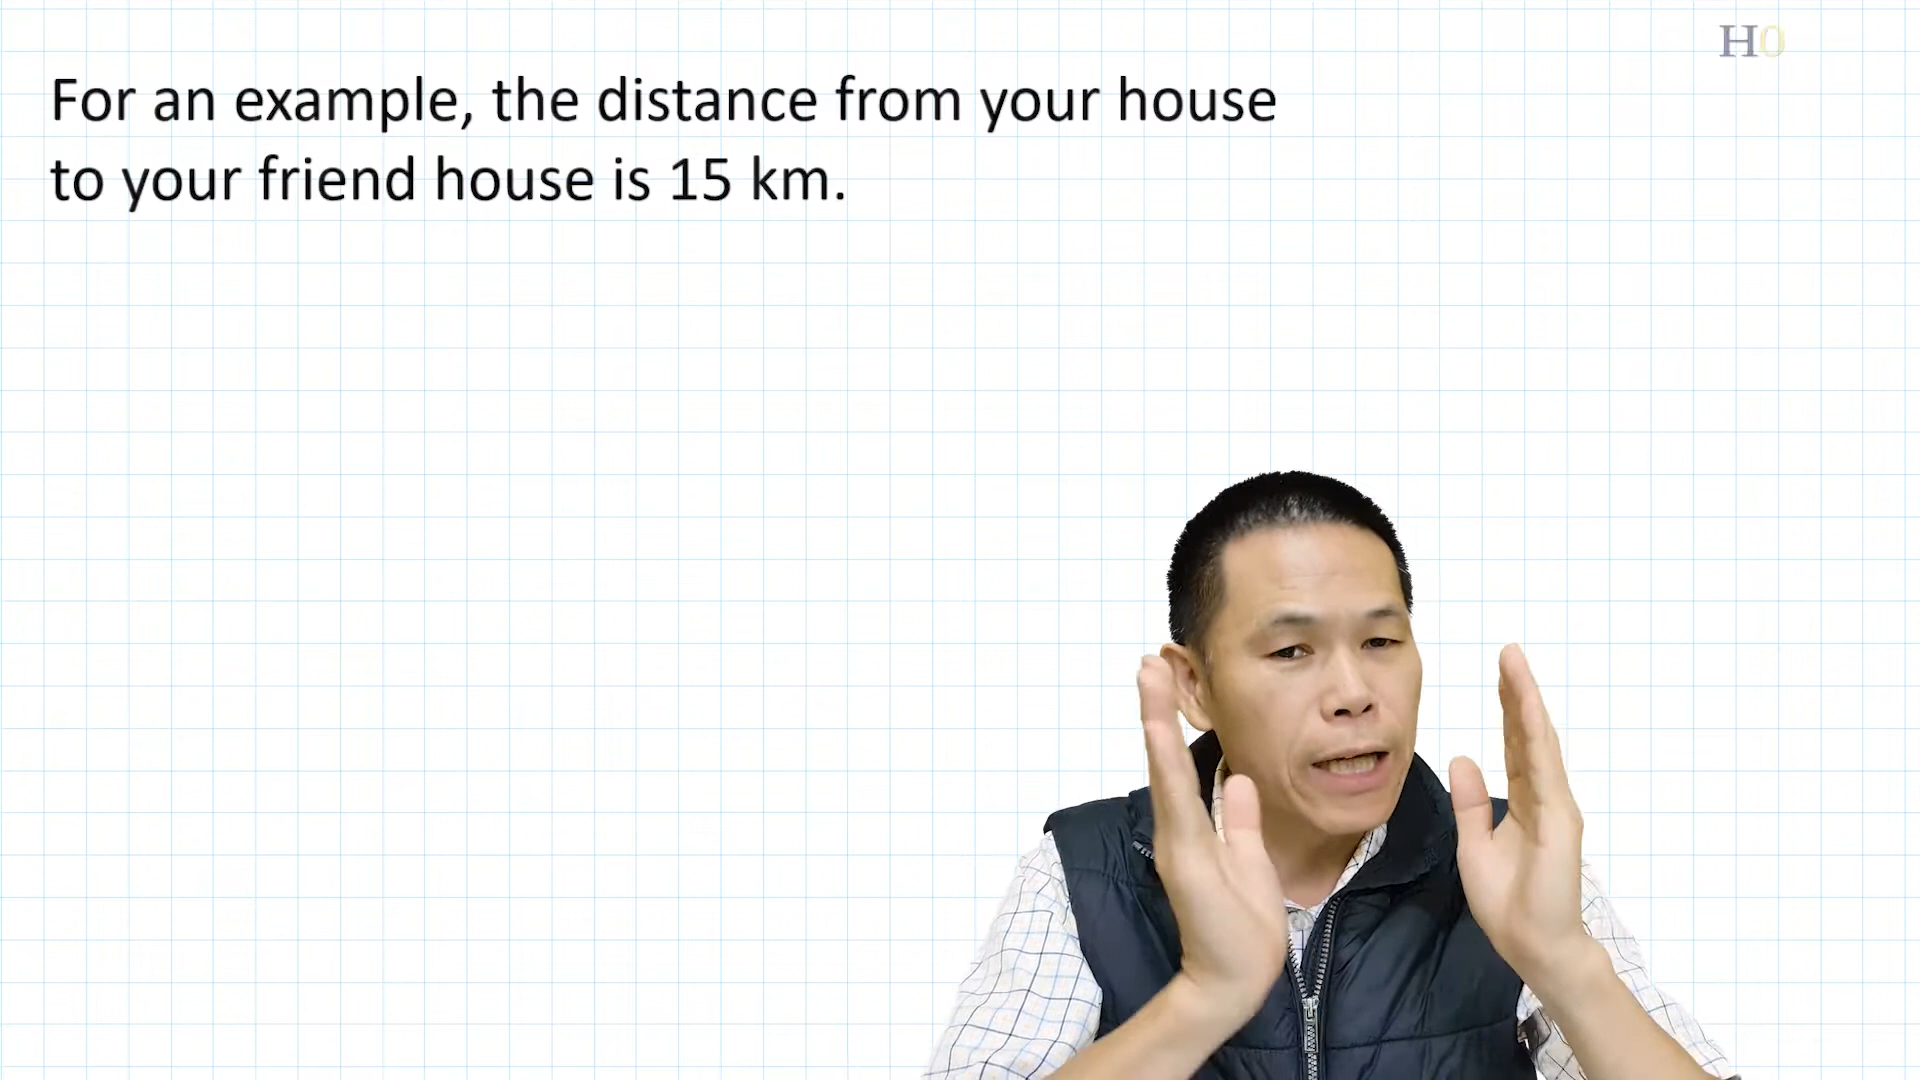 H0
For an example, the distance from your house
to your friend house is 15 km.